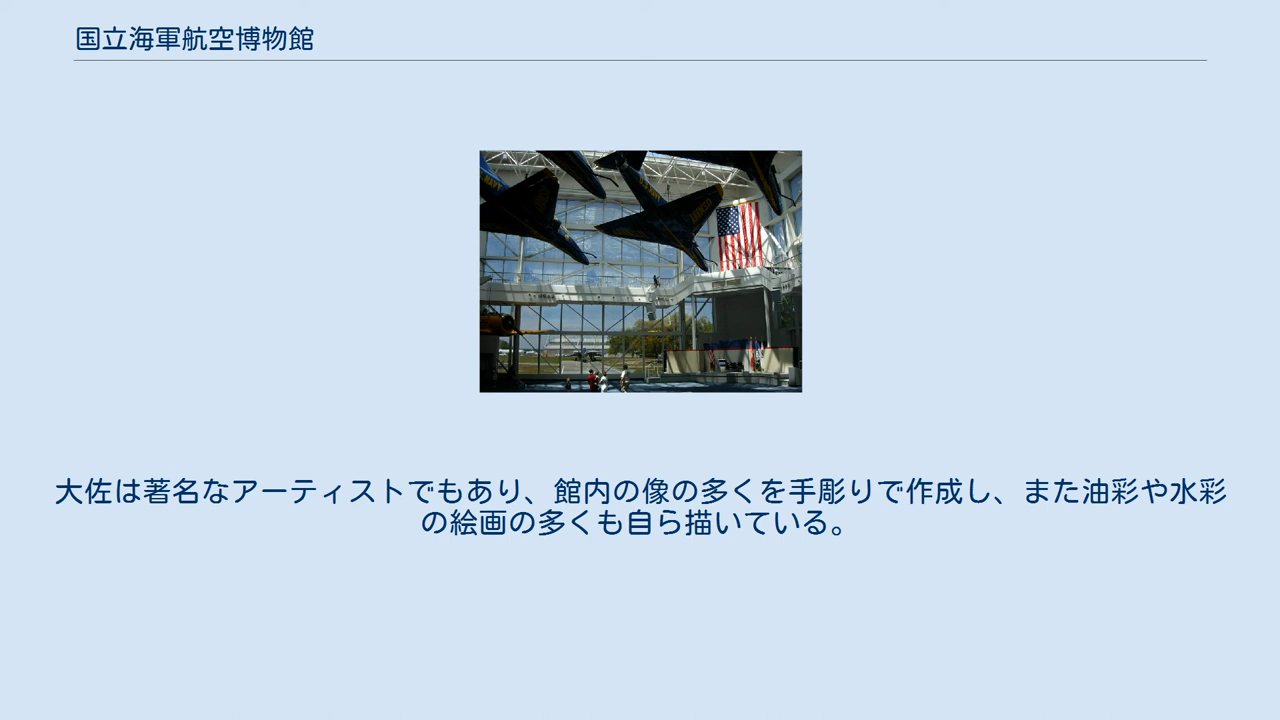 国立海軍航空博物館
NAVY
大佐は著名なアーティストでもあり、館内の像の多くを手彫りで作成し、また油彩や水彩
の絵画の多くも自ら描いている。